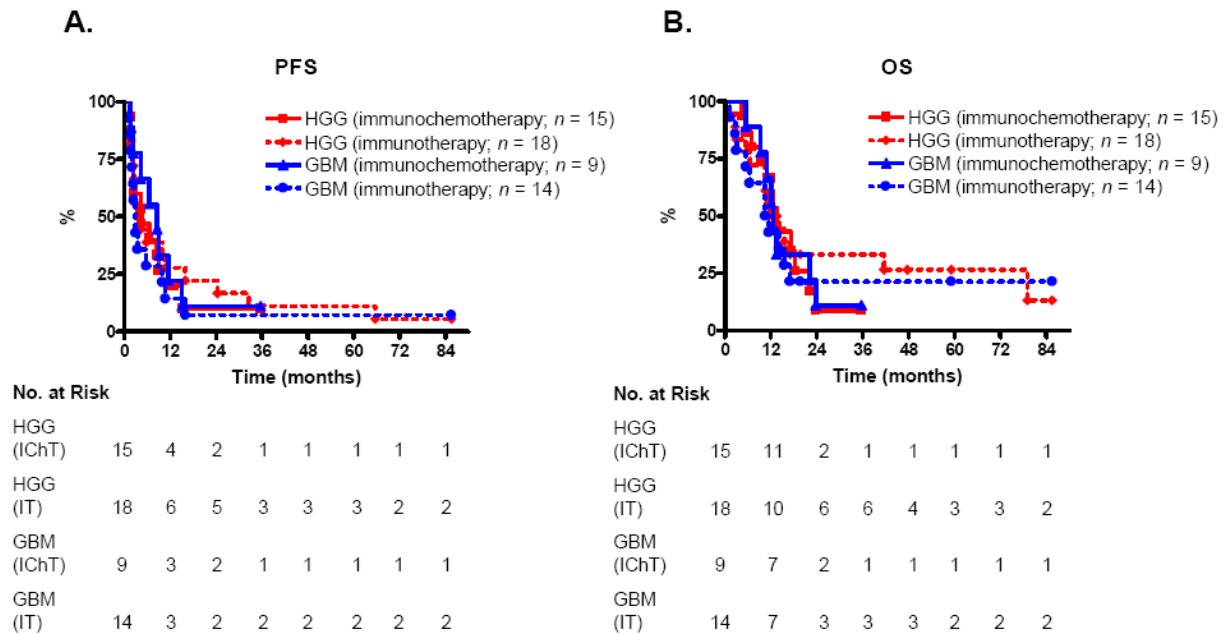 A.
PFS
100
75
50
25
0
%
HGG (immunochemotherapy; n = 15)
HGG (immunotherapy; n = 18)
GBM (immunochemotherapy; n = 9)
GBM (immunotherapy; n = 14)
0 12 24 36 48 60 72 84
Time (months)
No. at Risk
HGG
(IChT) 15 4 2 1 1 1 1 1
HGG
(IT) 18 6 5 3 3 3 2 2
GBM
(IChT) 9 3 2 1 1 1 1 1
GBM
(IT) 14 3 2 2 2 2 2 2
B.
OS
100
75
50
25
0
%
HGG (immunochemotherapy; n = 15)
HGG (immunotherapy; n = 18)
GBM (immunochemotherapy; n = 9)
GBM (immunotherapy; n = 14)
0 12 24 36 48 60 72 84
Time (months)
No. at Risk
HGG
(IChT) 15 11 2 1 1 1 1 1
HGG
(IT) 18 10 6 6 4 3 3 2
GBM
(IChT) 9 7 2 1 1 1 1 1
GBM
(IT) 14 7 3 3 3 2 2 2